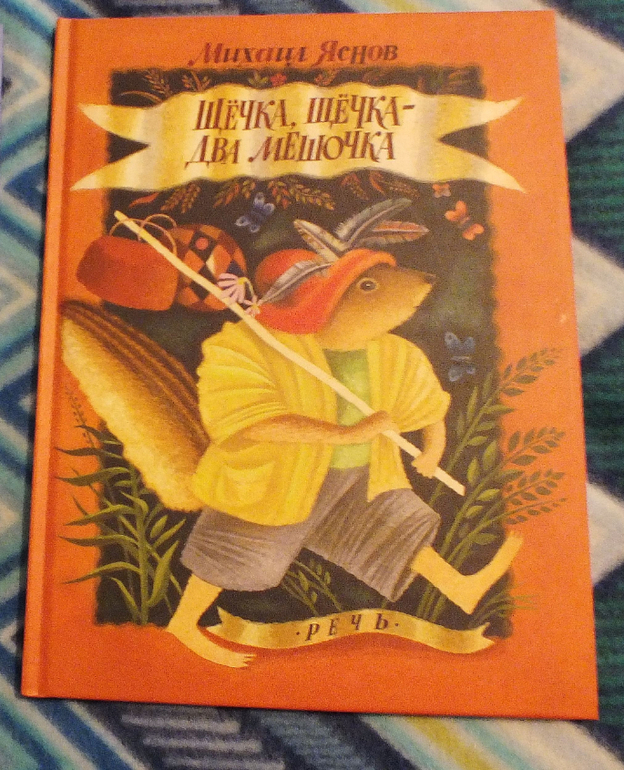 Михаил Яснов
ЩЁЧКА, ЩЁЧКА-
ДВА МЕШОЧКА
·РЕЧЬ·